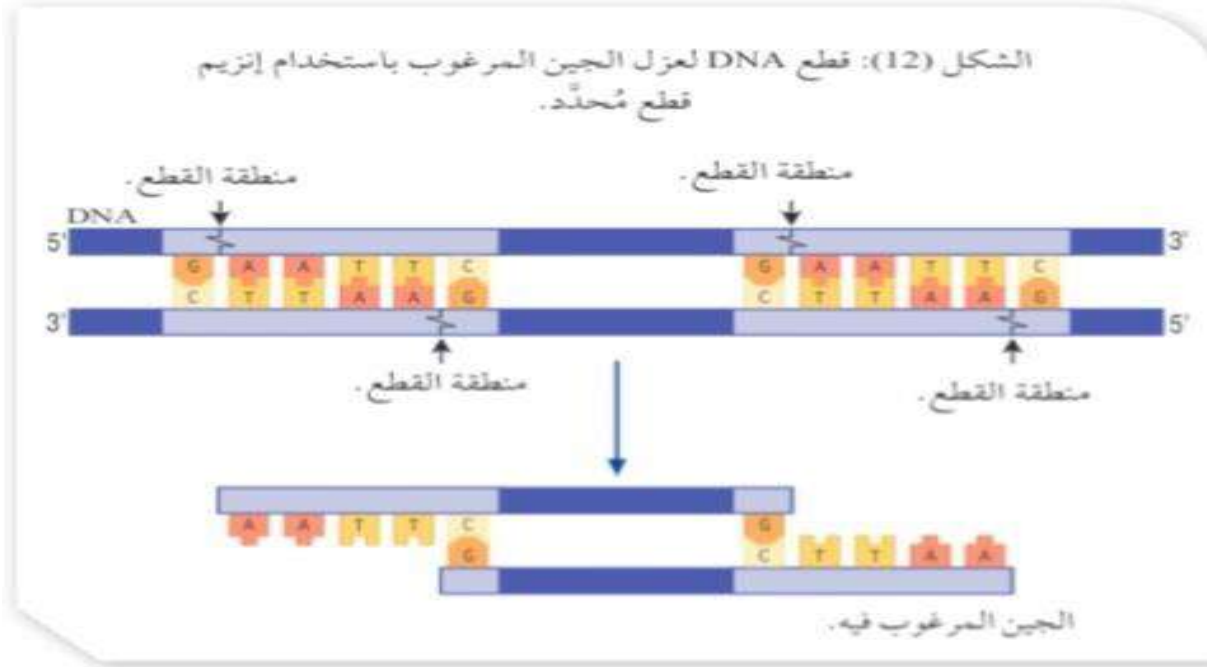 الشكل (12): قطع DNA لعزل الجين المرغوب باستخدام إنزيم
قطع مُحدَّد.
منطقة القطع.
منطقة القطع.
DNA
5'
3'
G A A T T C
G A A T T C
C T T A A G
C T T A A G
3'
5'
منطقة القطع.
منطقة القطع.
A A T T C
G
G
C T T A A
الجين المرغوب فيه.